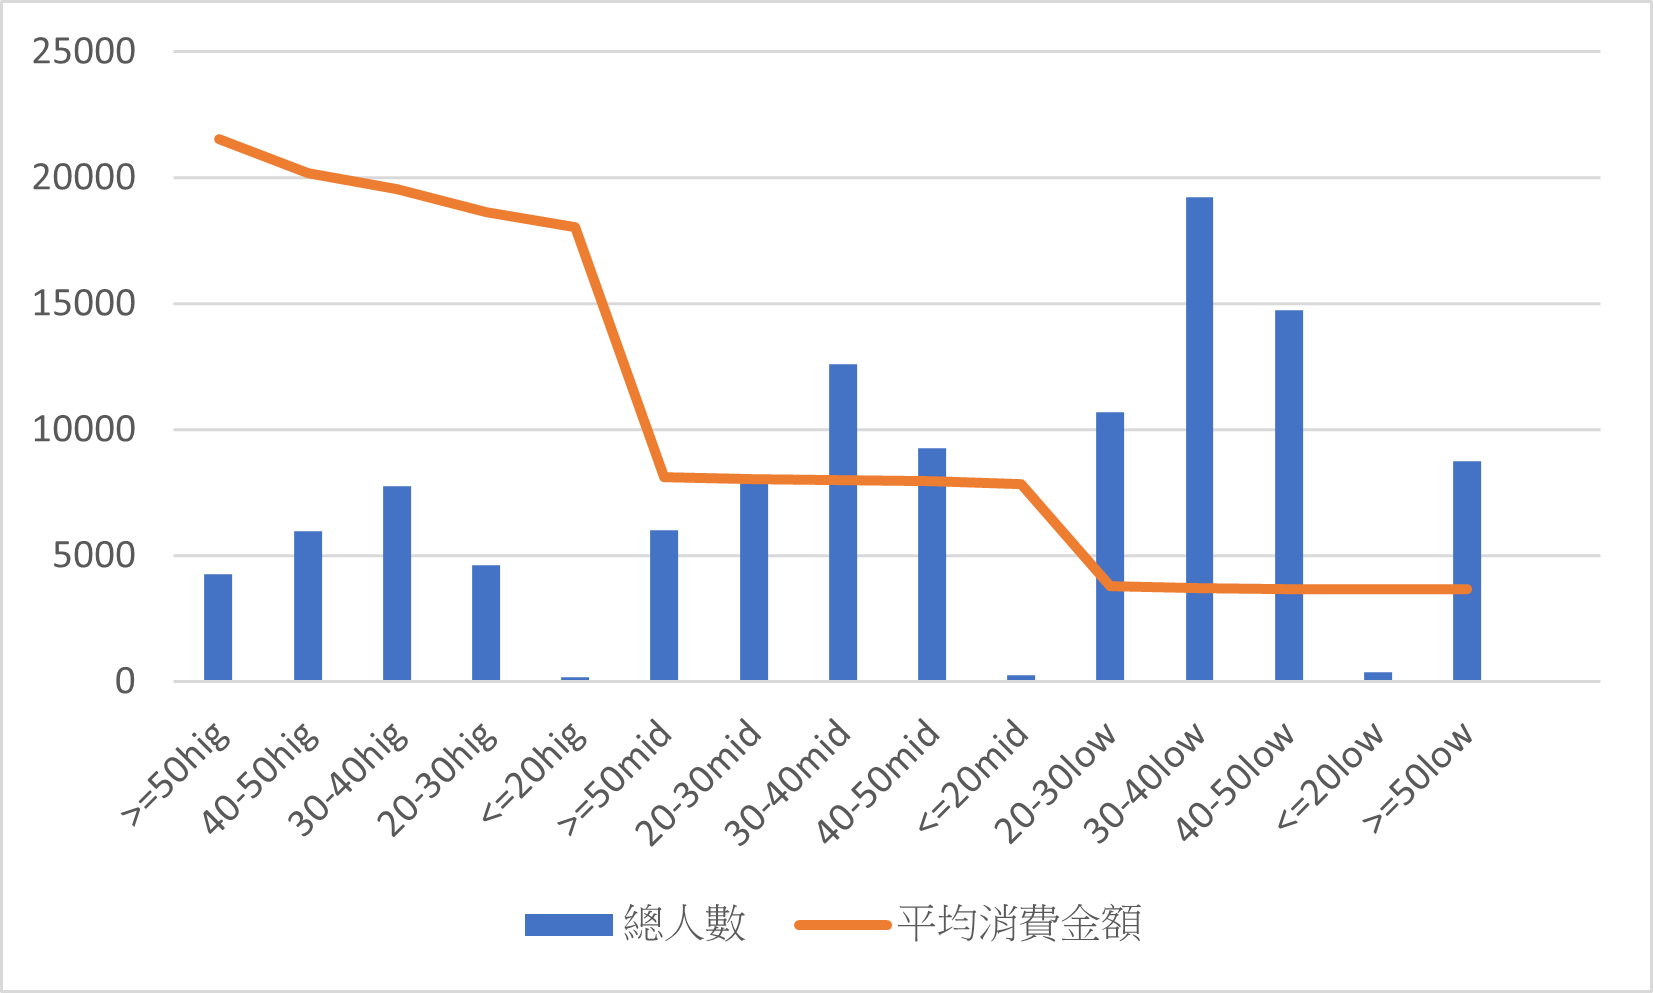 25000
20000
15000
10000
5000
0
>=50hig
40-50hig
30-40hig
20-30hig
<=20hig
>=50mid
20-30mid
30-40mid
40-50mid
<=20mid
20-30low
30-40low
40-50low
<=20low
>=50low
總人數 平均消費金額